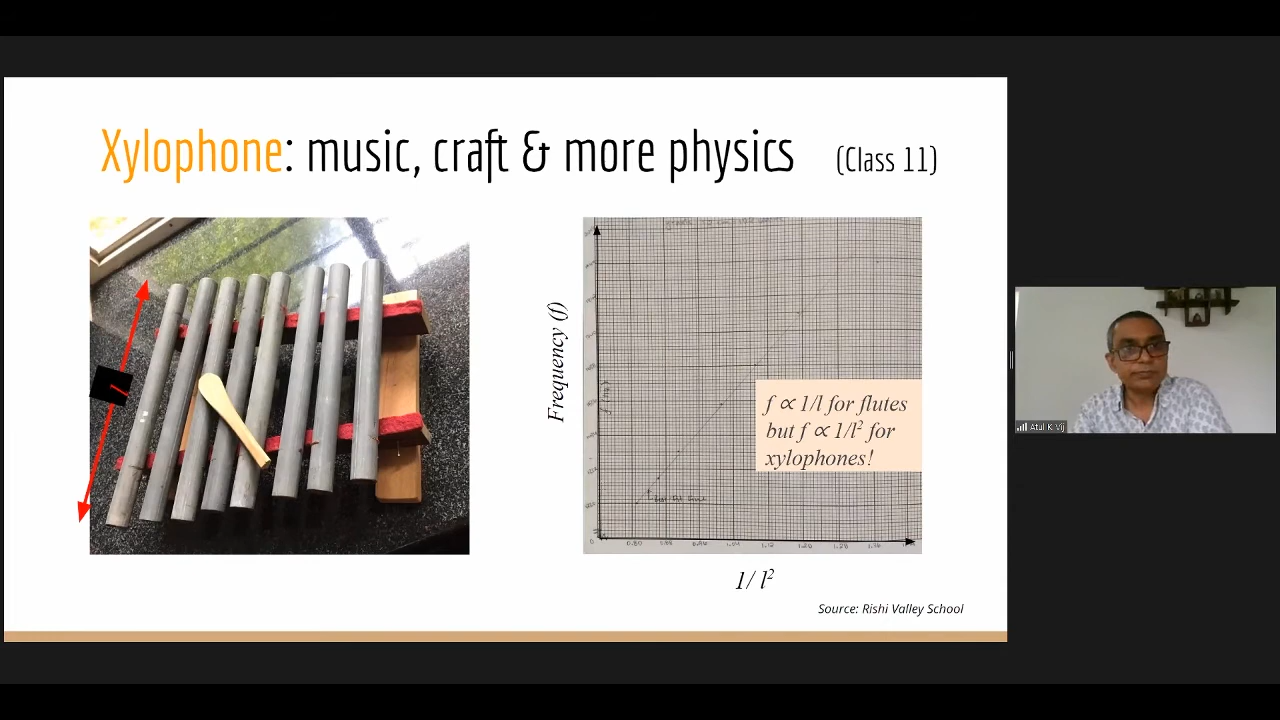 Xylophone: music, craft & more physics (Class 11)
l
Frequency (f)
f ∝ 1/l for flutes
but f ∝ 1/l² for
xylophones!
1/ l²
Source: Rishi Valley School
Atul K Vij